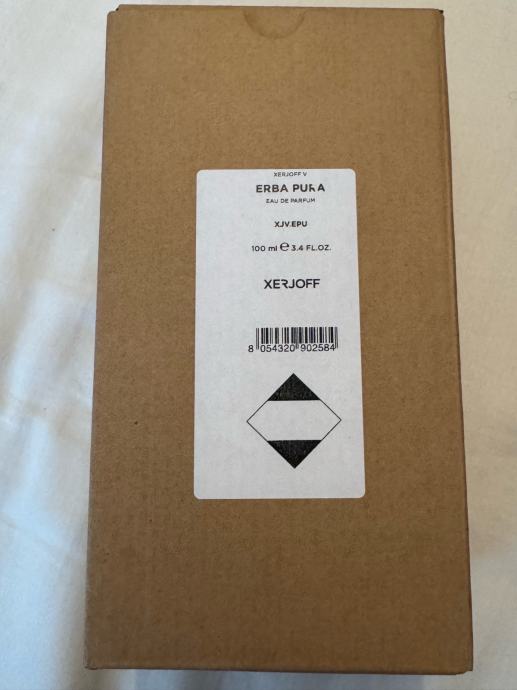 XERJOFF V
ERBA PURA
EAU DE PARFUM
XJV.EPU
100 ml ℮ 3.4 FL.OZ.
XERJOFF
8 054320 902584